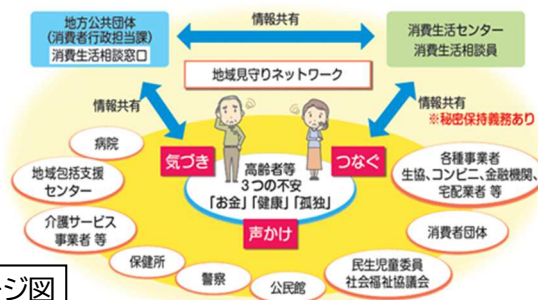 地方公共団体
(消費者行政担当課)
消費生活相談窓口
情報共有
消費生活センター
消費生活相談員
地域見守りネットワーク
情報共有
情報共有
※秘密保持義務あり
病院
気づき
つなぐ
高齢者等
3つの不安
「お金」「健康」「孤独」
声かけ
地域包括支援
センター
各種事業者
生協、コンビニ、金融機関、
宅配業者 等
介護サービス
事業者 等
消費者団体
保健所
警察
公民館
民生児童委員
社会福祉協議会
ジ図